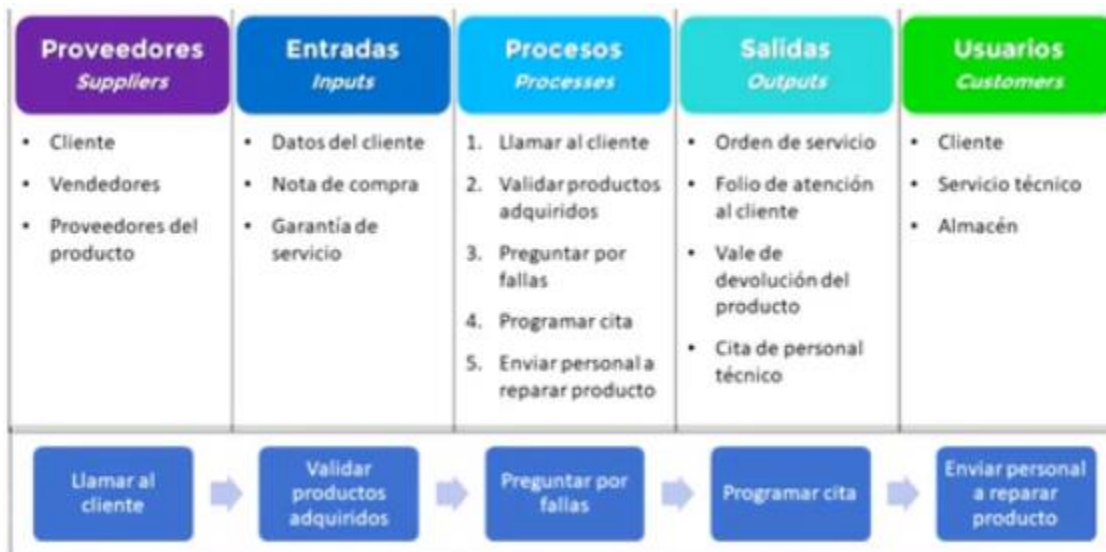 Proveedores
Suppliers
• Cliente
• Vendedores
• Proveedores del
producto
Entradas
Inputs
• Datos del cliente
• Nota de compra
• Garantía de
servicio
Procesos
Processes
1. Llamar al cliente
2. Validar productos
adquiridos
3. Preguntar por
fallas
4. Programar cita
5. Enviar personal a
reparar producto
Salidas
Outputs
• Orden de servicio
• Folio de atención
al cliente
• Vale de
devolución del
producto
• Cita de personal
técnico
Usuarios
Customers
• Cliente
• Servicio técnico
• Almacén
Llamar al
cliente
Validar
productos
adquiridos
Preguntar por
fallas
Programar cita
Enviar personal
a reparar
producto